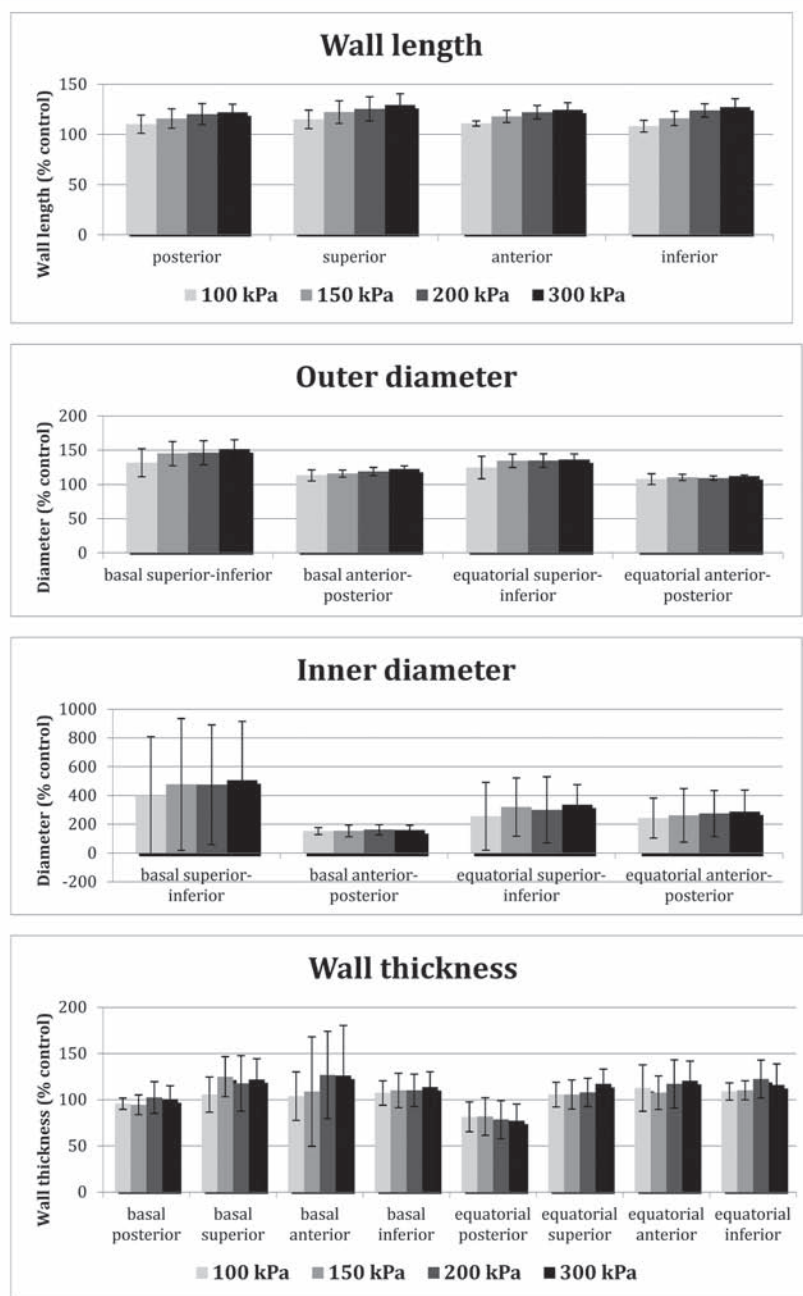 Wall length
Wall length (% control)
150
100
50
0
posterior superior anterior inferior
100 kPa 150 kPa 200 kPa 300 kPa
Outer diameter
Diameter (% control)
200
150
100
50
0
basal superior-inferior basal anterior- equatorial superior- equatorial anterior-
posterior inferior posterior
Inner diameter
Diameter (% control)
1000
800
600
400
200
0
-200
basal superior- basal anterior- equatorial superior- equatorial anterior-
inferior posterior inferior posterior
Wall thickness
Wall thickness (% control)
200
150
100
50
0
basal basal basal basal equatorial equatorial equatorial equatorial
posterior superior anterior inferior posterior superior anterior inferior
100 kPa 150 kPa 200 kPa 300 kPa